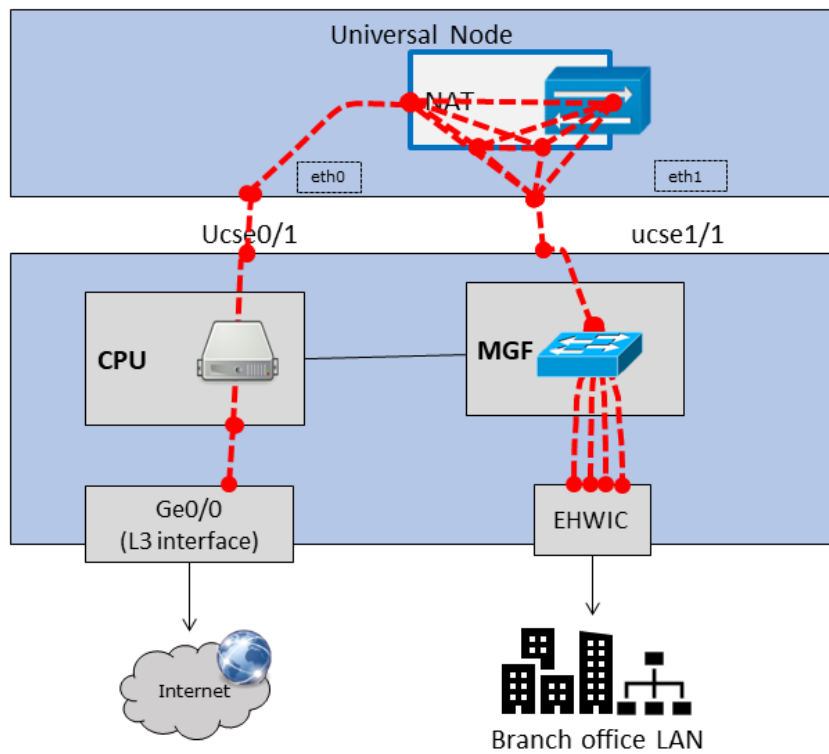 Universal Node
NAT
eth0
eth1
Ucse0/1
ucse1/1
CPU
MGF
Ge0/0
(L3 interface)
EHWIC
Internet
Branch office LAN